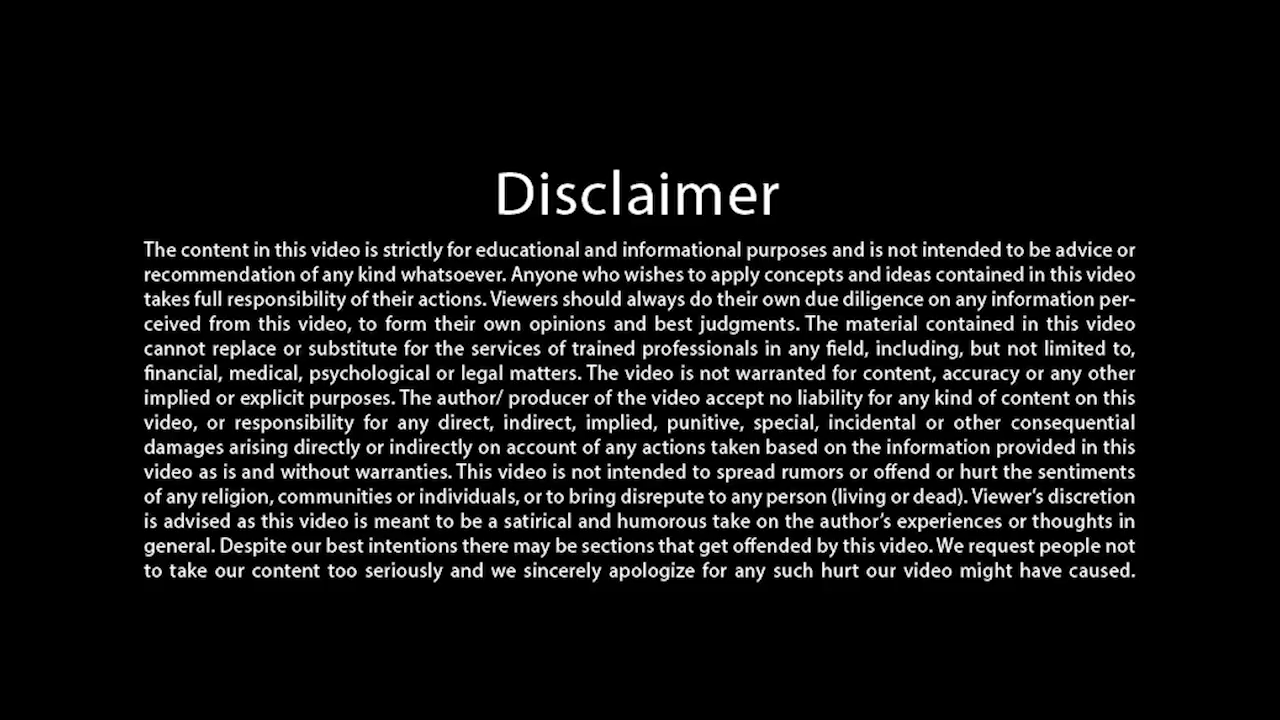 Disclaimer
The content in this video is strictly for educational and informational purposes and is not intended to be advice or
recommendation of any kind whatsoever. Anyone who wishes to apply concepts and ideas contained in this video
takes full responsibility of their actions. Viewers should always do their own due diligence on any information per-
ceived from this video, to form their own opinions and best judgments. The material contained in this video
cannot replace or substitute for the services of trained professionals in any field, including, but not limited to,
financial, medical, psychological or legal matters. The video is not warranted for content, accuracy or any other
implied or explicit purposes. The author/ producer of the video accept no liability for any kind of content on this
video, or responsibility for any direct, indirect, implied, punitive, special, incidental or other consequential
damages arising directly or indirectly on account of any actions taken based on the information provided in this
video as is and without warranties. This video is not intended to spread rumors or offend or hurt the sentiments
of any religion, communities or individuals, or to bring disrepute to any person (living or dead). Viewer’s discretion
is advised as this video is meant to be a satirical and humorous take on the author’s experiences or thoughts in
general. Despite our best intentions there may be sections that get offended by this video. We request people not
to take our content too seriously and we sincerely apologize for any such hurt our video might have caused.